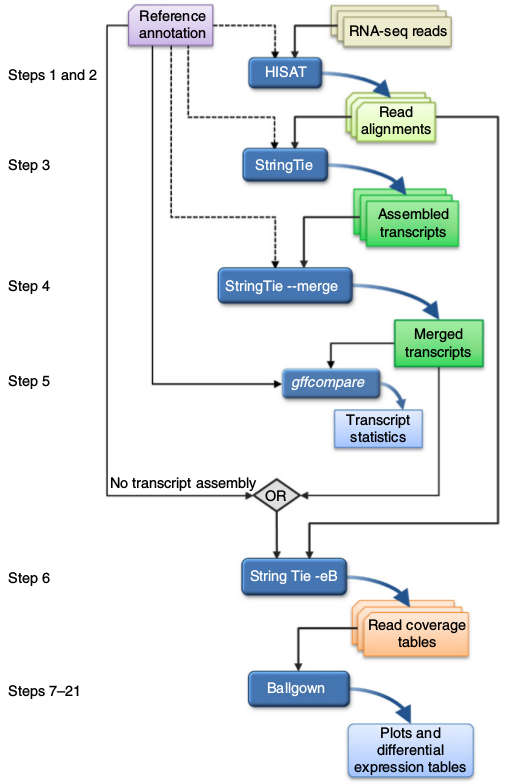 Reference
annotation
RNA-seq reads
Steps 1 and 2
HISAT
Read
alignments
Step 3
StringTie
Assembled
transcripts
Step 4
StringTie --merge
Merged
transcripts
Step 5
gffcompare
Transcript
statistics
No transcript assembly
OR
Step 6
String Tie -eB
Read coverage
tables
Steps 7–21
Ballgown
Plots and
differential
expression tables